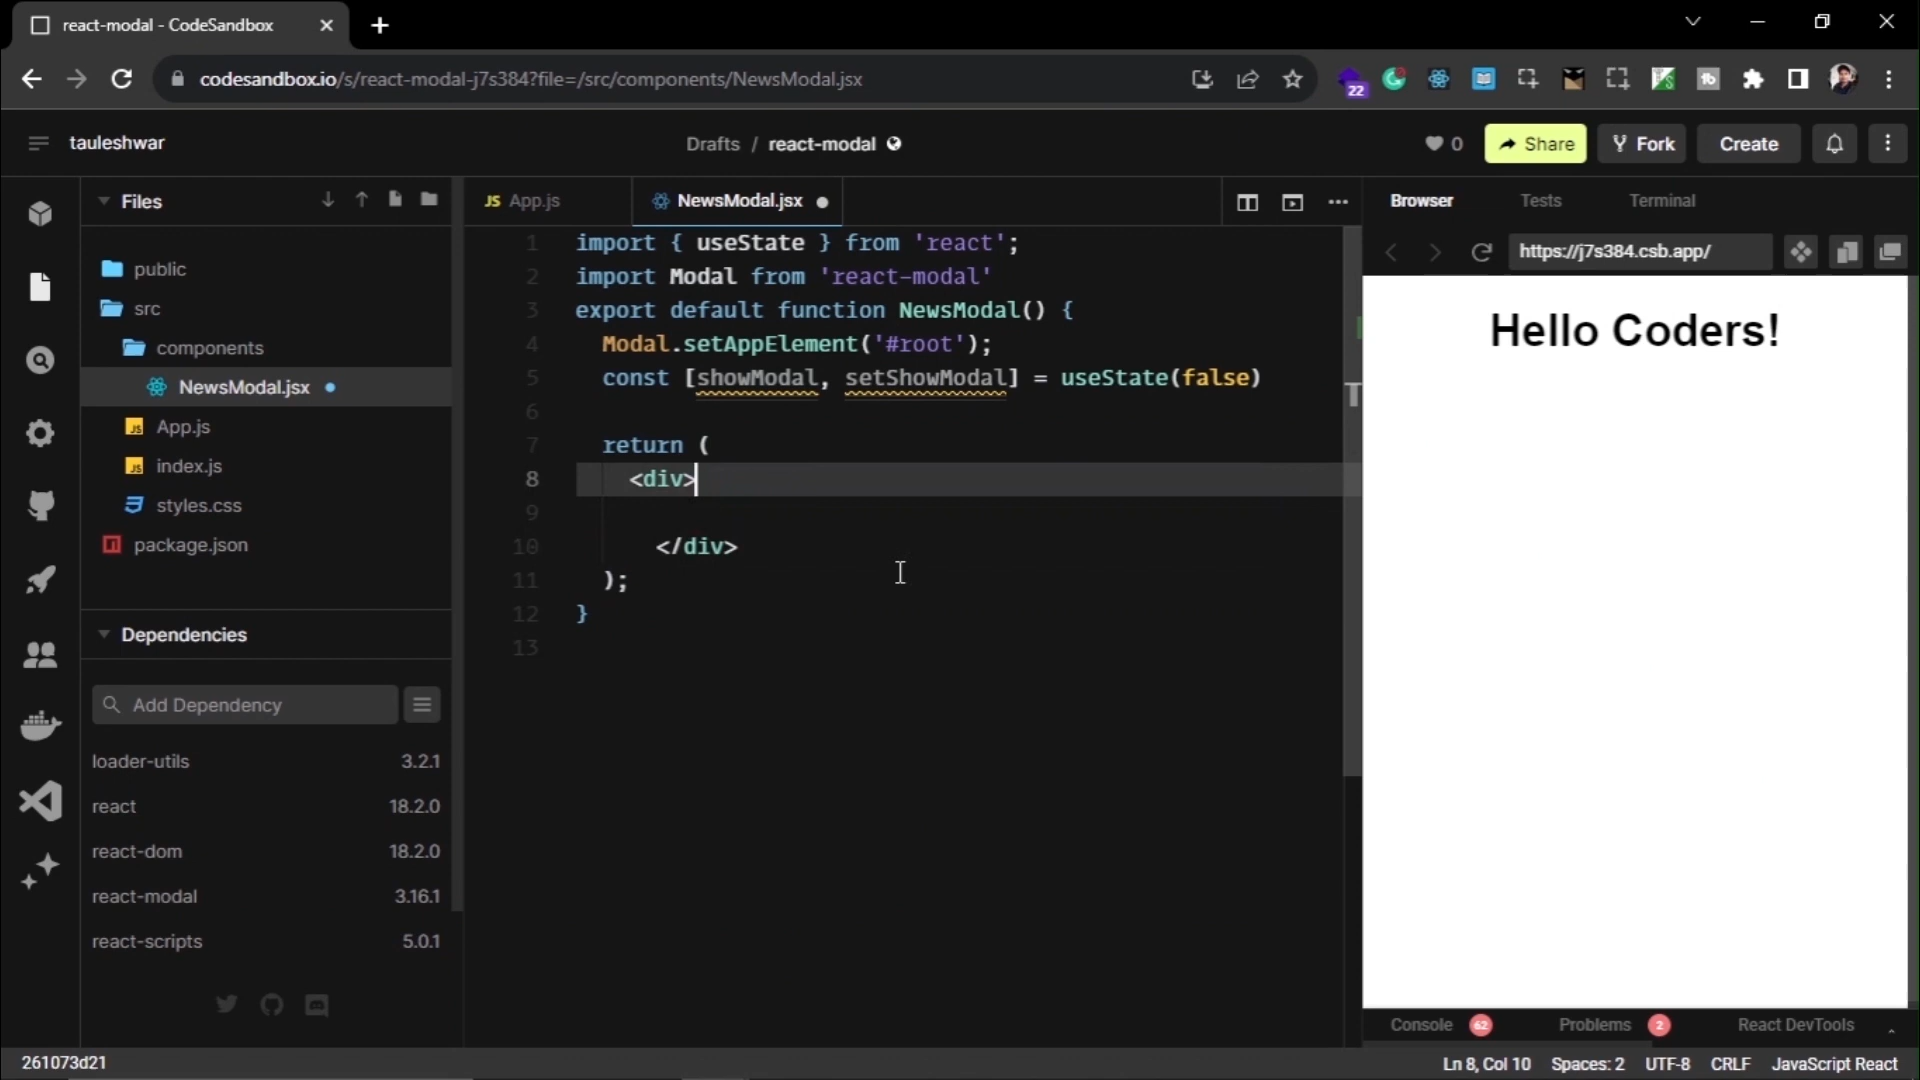 react-modal - CodeSandbox
codesandbox.io/s/react-modal-j7s384?file=/src/components/NewsModal.jsx
22
tauleshwar
Drafts / react-modal
0
Share
Fork
Create
Files
public
src
components
NewsModal.jsx
JS App.js
JS index.js
styles.css
package.json
Dependencies
Add Dependency
loader-utils 3.2.1
react 18.2.0
react-dom 18.2.0
react-modal 3.16.1
react-scripts 5.0.1
JS App.js
NewsModal.jsx
1 import { useState } from 'react';
2 import Modal from 'react-modal'
3 export default function NewsModal() {
4 Modal.setAppElement('#root');
5 const [showModal, setShowModal] = useState(false)
6
7 return (
8 <div>
9
10 </div>
11 );
12 }
13
Browser
Tests
Terminal
https://j7s384.csb.app/
Hello Coders!
Console 62
Problems 2
React DevTools
261073d21
Ln 8, Col 10
Spaces: 2
UTF-8
CRLF
JavaScript React